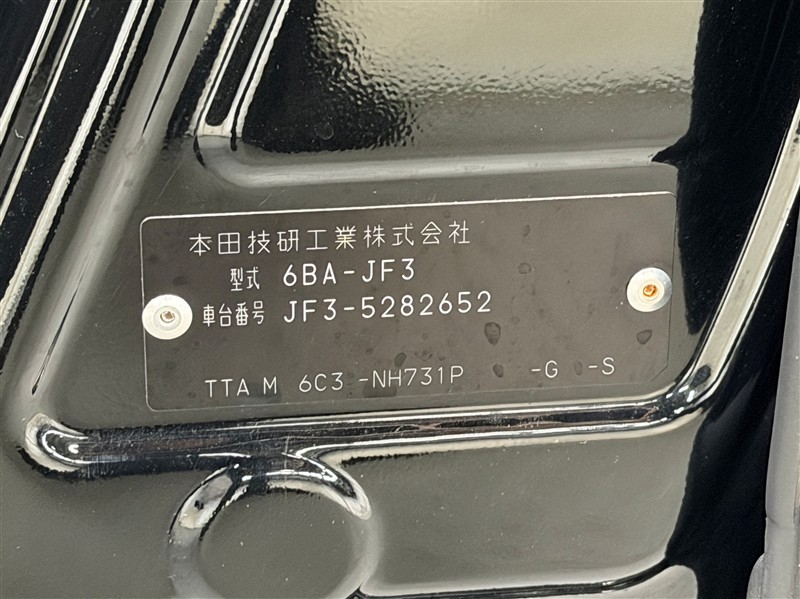 本田技研工業株式会社
型式 6BA-JF3
車台番号 JF3-5282652
TTA M 6C3 -NH731P -G -S